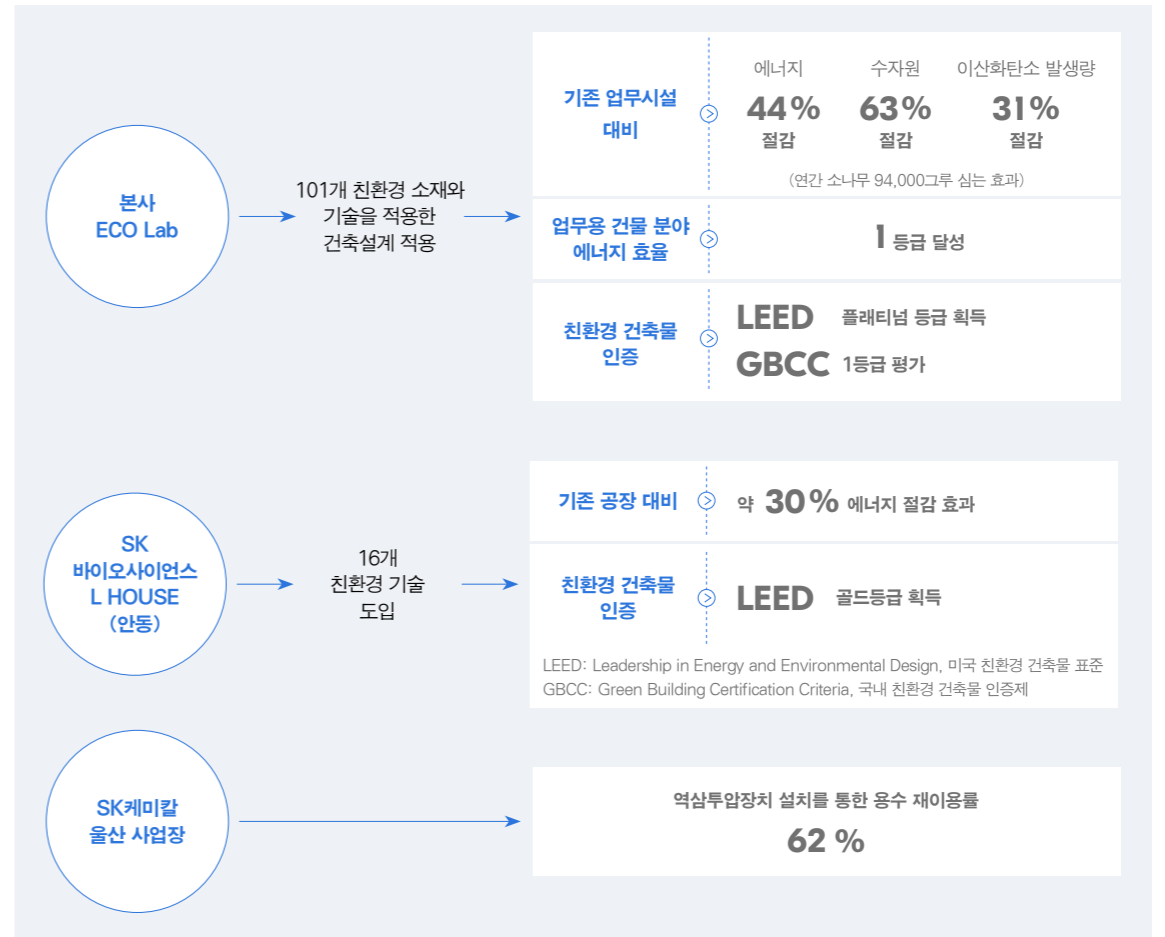 본사
ECO Lab
101개 친환경 소재와
기술을 적용한
건축설계 적용
기존 업무시설
대비
에너지
44%
절감
수자원
63%
절감
이산화탄소 발생량
31%
절감
(연간 소나무 94,000그루 심는 효과)
업무용 건물 분야
에너지 효율
1 등급 달성
친환경 건축물
인증
LEED 플래티넘 등급 획득
GBCC 1등급 평가
SK
바이오사이언스
L HOUSE
(안동)
16개
친환경 기술
도입
기존 공장 대비
약 30% 에너지 절감 효과
친환경 건축물
인증
LEED 골드등급 획득
LEED: Leadership in Energy and Environmental Design, 미국 친환경 건축물 표준
GBCC: Green Building Certification Criteria, 국내 친환경 건축물 인증제
SK케미칼
울산 사업장
역삼투압장치 설치를 통한 용수 재이용률
62 %